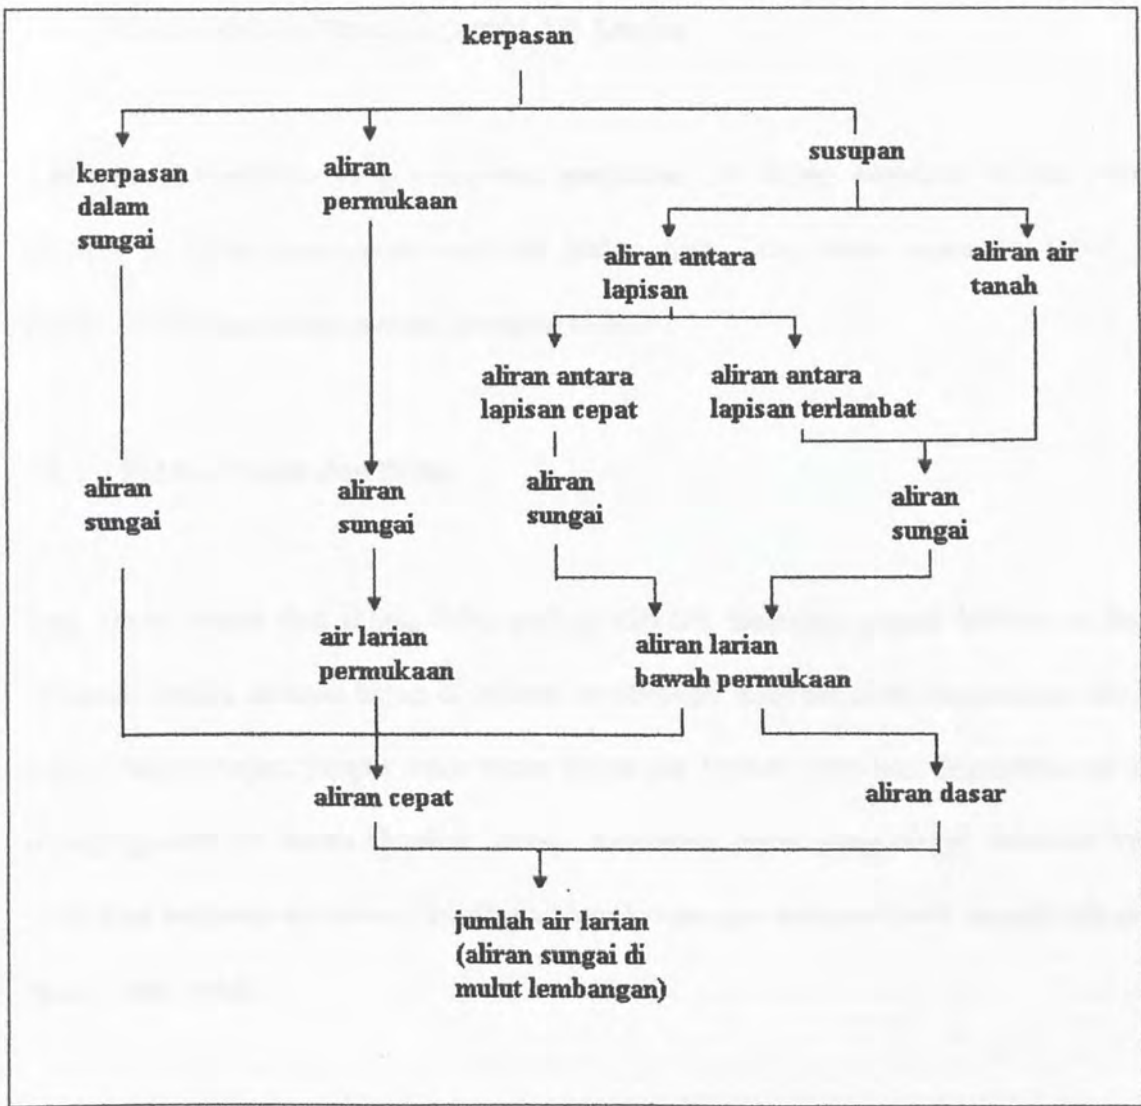 kerpasan
kerpasan
dalam
sungai
aliran
permukaan
susupan
aliran antara
lapisan
aliran air
tanah
aliran antara
lapisan cepat
aliran antara
lapisan terlambat
aliran
sungai
aliran
sungai
aliran
sungai
aliran
sungai
air larian
permukaan
aliran larian
bawah permukaan
aliran cepat
aliran dasar
jumlah air larian
(aliran sungai di
mulut lembangan)